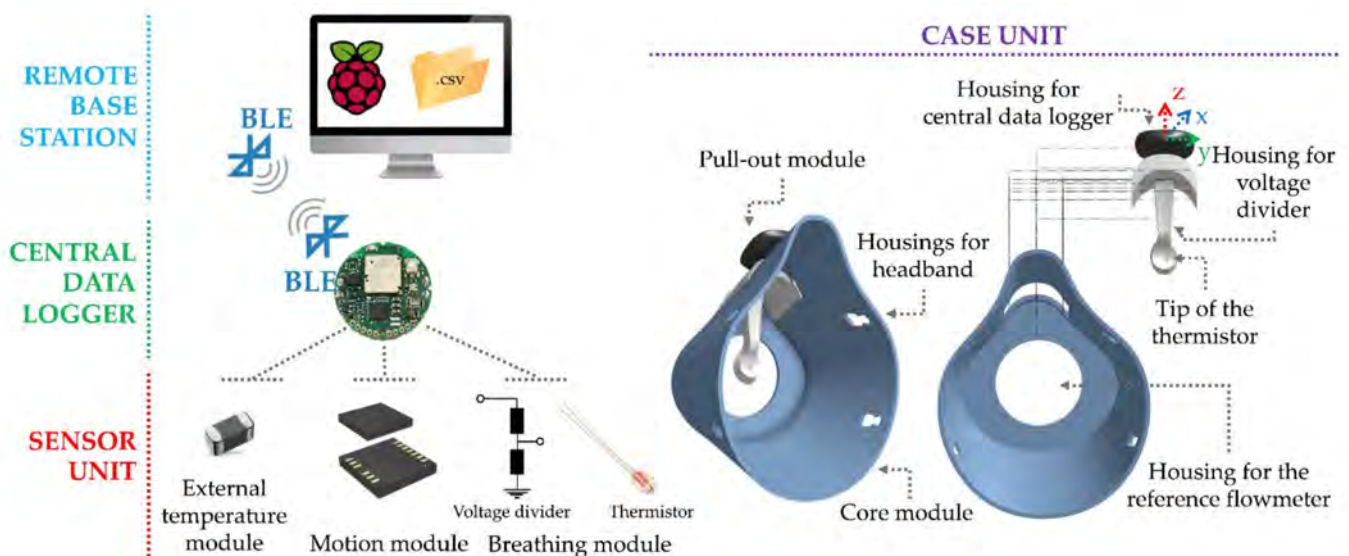 REMOTE
BASE
STATION
CENTRAL
DATA
LOGGER
SENSOR
UNIT
BLE
.csv
BLE
External
temperature
module
Motion module
Voltage divider
Thermistor
Breathing module
CASE UNIT
Housing for
central data logger
z
x
y
Housing for
voltage
divider
Pull-out module
Housings for
headband
Tip of the
thermistor
Housing for the
reference flowmeter
Core module